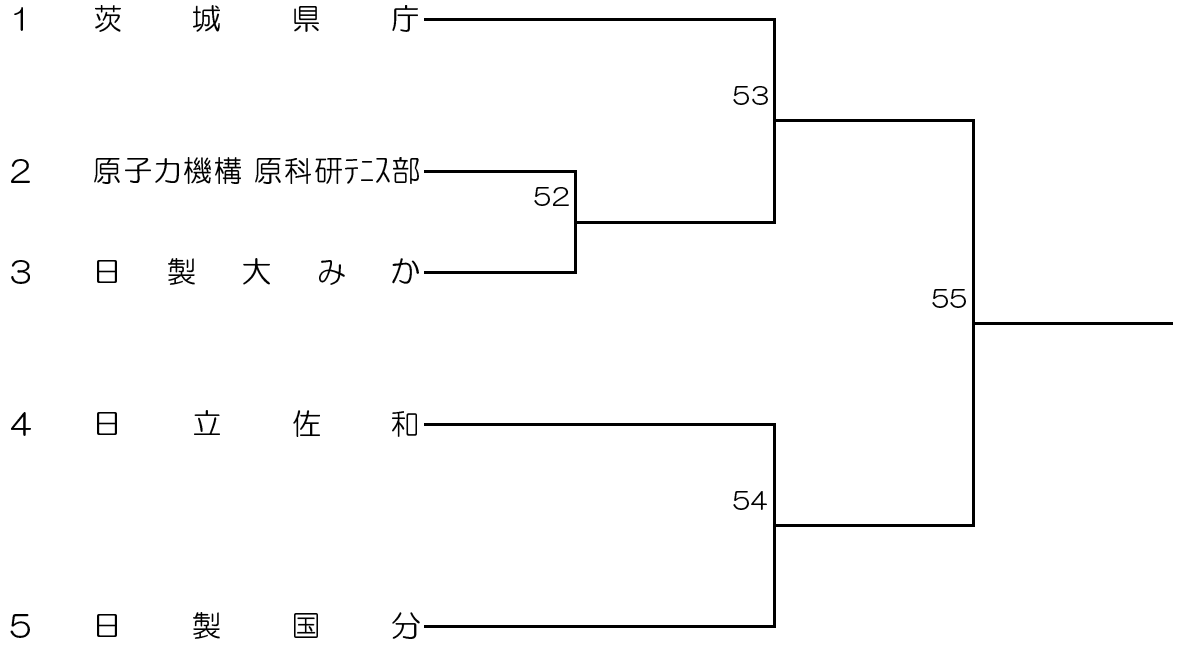 1 茨城県庁
53
2 原子力機構 原科研ﾃﾆｽ部
52
3 日製大みか
55
4 日立佐和
54
5 日製国分